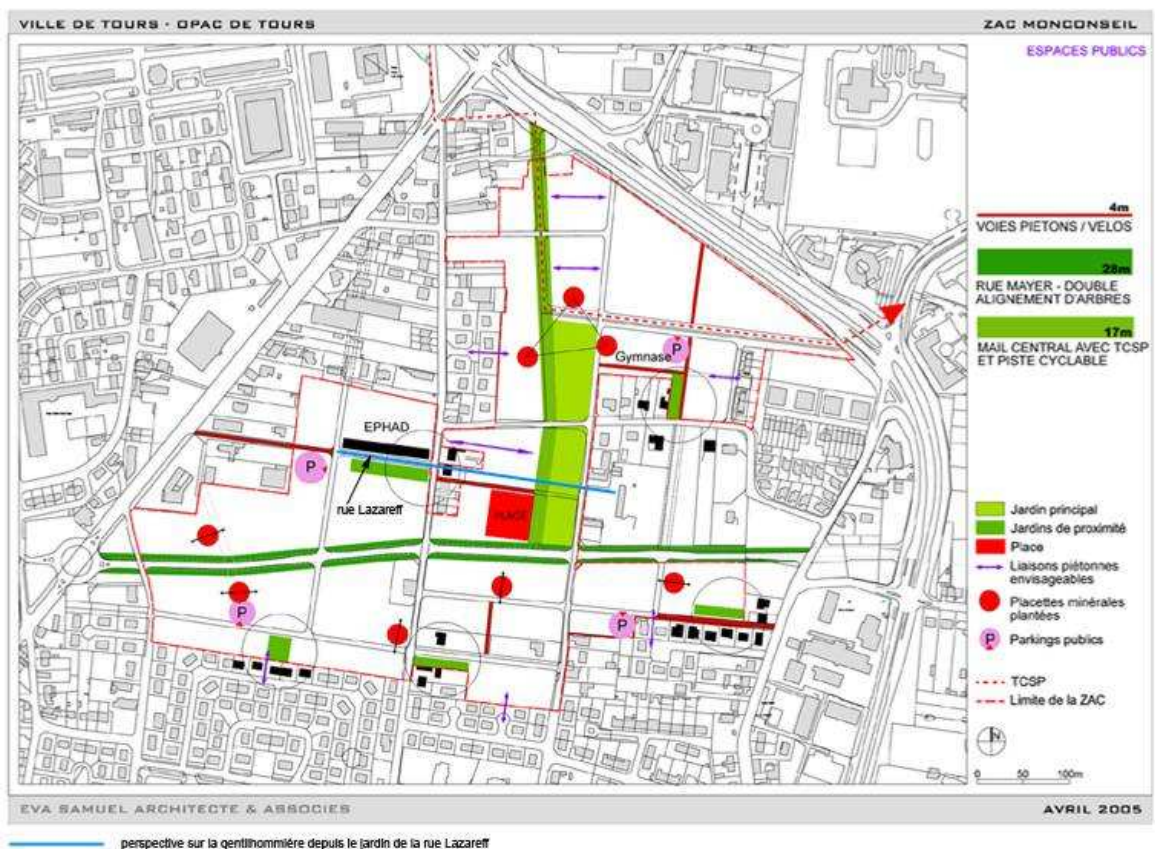 VILLE DE TOURS - OPAC DE TOURS
ZAC MONCONSEIL
ESPACES PUBLICS
4m
VOIES PIETONS / VELOS
28m
RUE MAYER - DOUBLE
ALIGNEMENT D'ARBRES
17m
MAIL CENTRAL AVEC TCSP
ET PISTE CYCLABLE
Gymnase
P
EPHAD
P
rue Lazareff
PLACE
P
P
Jardin principal
Jardins de proximité
Place
Liaisons piétonnes
envisageables
Placettes minérales
plantées
P
Parkings publics
TCSP
Limite de la ZAC
N
0 50 100m
EVA SAMUEL ARCHITECTE & ASSOCIES
AVRIL 2005
perspective sur la gentilhommière depuis le jardin de la rue Lazareff